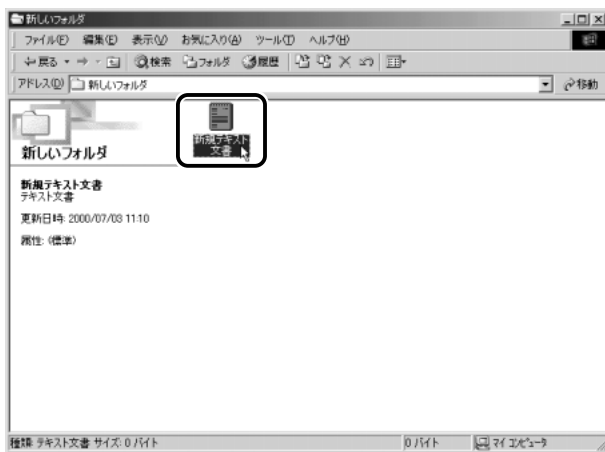 新しいフォルダ
ファイル(F) 編集(E) 表示(V) お気に入り(A) ツール(T) ヘルプ(H)
戻る 検索 フォルダ 履歴
アドレス(D) 新しいフォルダ 移動
新規テキスト
文書
新しいフォルダ
新規テキスト文書
テキスト文書
更新日時: 2000/07/03 11:10
属性: (標準)
種類: テキスト文書 サイズ: 0 バイト 0 バイト マイ コンピュータ